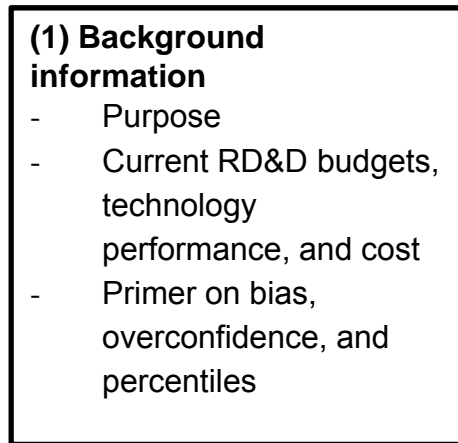 (1) Background
information
- Purpose
- Current RD&D budgets,
technology
performance, and cost
- Primer on bias,
overconfidence, and
percentiles